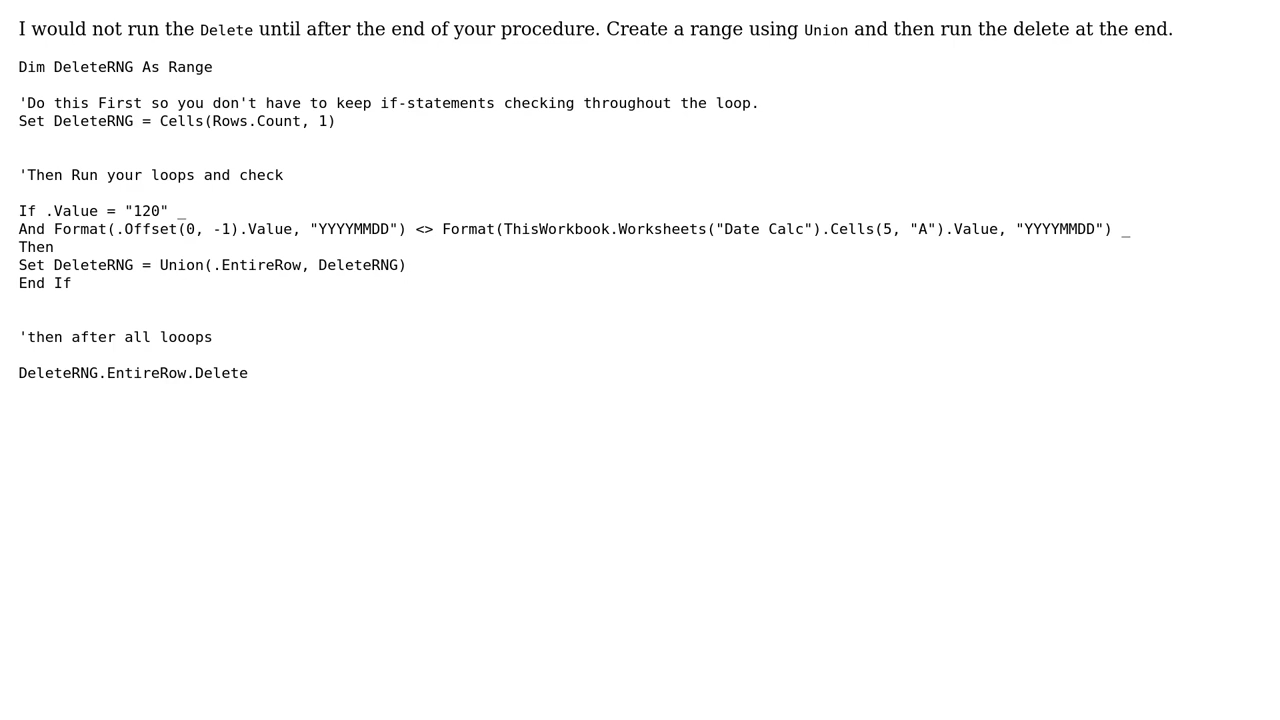 I would not run the Delete until after the end of your procedure. Create a range using Union and then run the delete at the end.
Dim DeleteRNG As Range
'Do this First so you don't have to keep if-statements checking throughout the loop.
Set DeleteRNG = Cells(Rows.Count, 1)
'Then Run your loops and check
If .Value = "120" _
And Format(.Offset(0, -1).Value, "YYYYMMDD") <> Format(ThisWorkbook.Worksheets("Date Calc").Cells(5, "A").Value, "YYYYMMDD") _
Then
Set DeleteRNG = Union(.EntireRow, DeleteRNG)
End If
'then after all looops
DeleteRNG.EntireRow.Delete